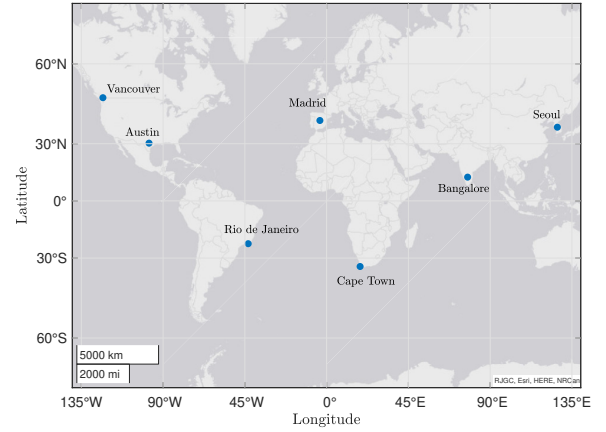 60°N
Vancouver
Madrid
Seoul
Austin
30°N
Bangalore
0°
Latitude
Rio de Janeiro
30°S
Cape Town
60°S
5000 km
2000 mi
RJGC, Esri, HERE, NRCan
135°W 90°W 45°W 0° 45°E 90°E 135°E
Longitude